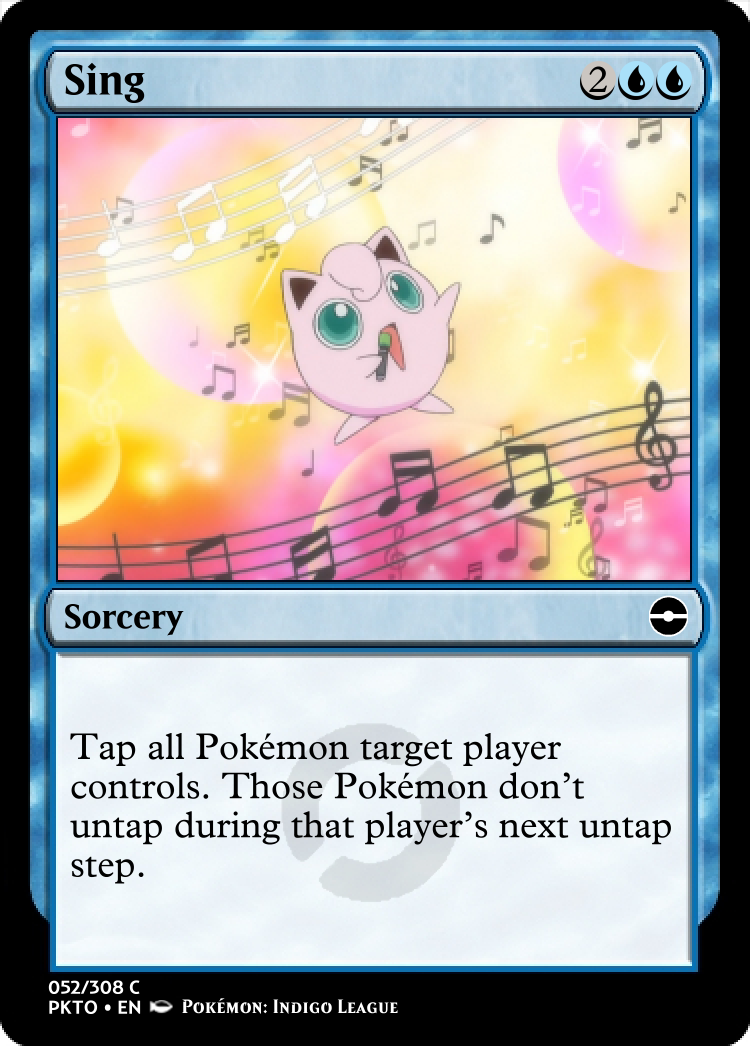 Sing 2
Sorcery
Tap all Pokémon target player
controls. Those Pokémon don't
untap during that player's next untap
step.
052/308 C
PKTO • EN Pokémon: Indigo League